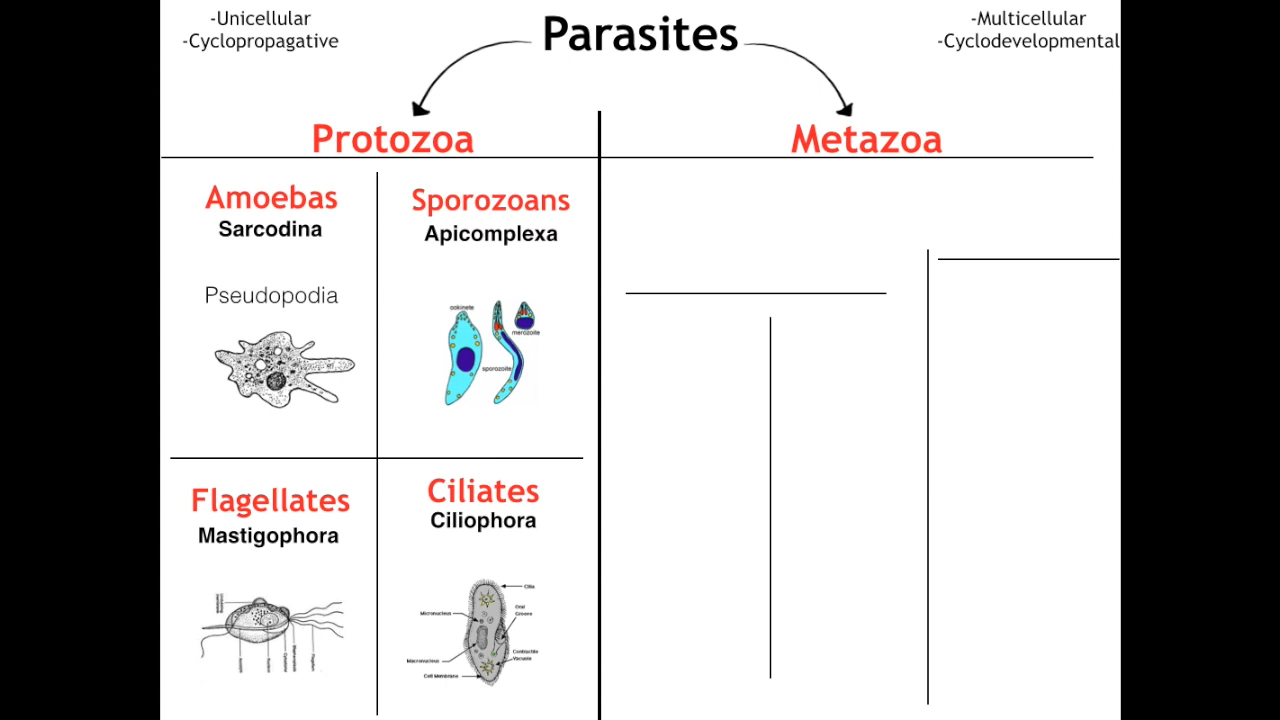 -Unicellular
-Cyclopropagative
Parasites
-Multicellular
-Cyclodevelopmental
Protozoa
Metazoa
Amoebas
Sarcodina
Pseudopodia
Sporozoans
Apicomplexa
ookinete
merozoite
sporozoite
Flagellates
Mastigophora
Ciliates
Ciliophora
Cilia
Oral
Groove
Micronucleus
Contractile
Vacuole
Macronucleus
Cell Membrane